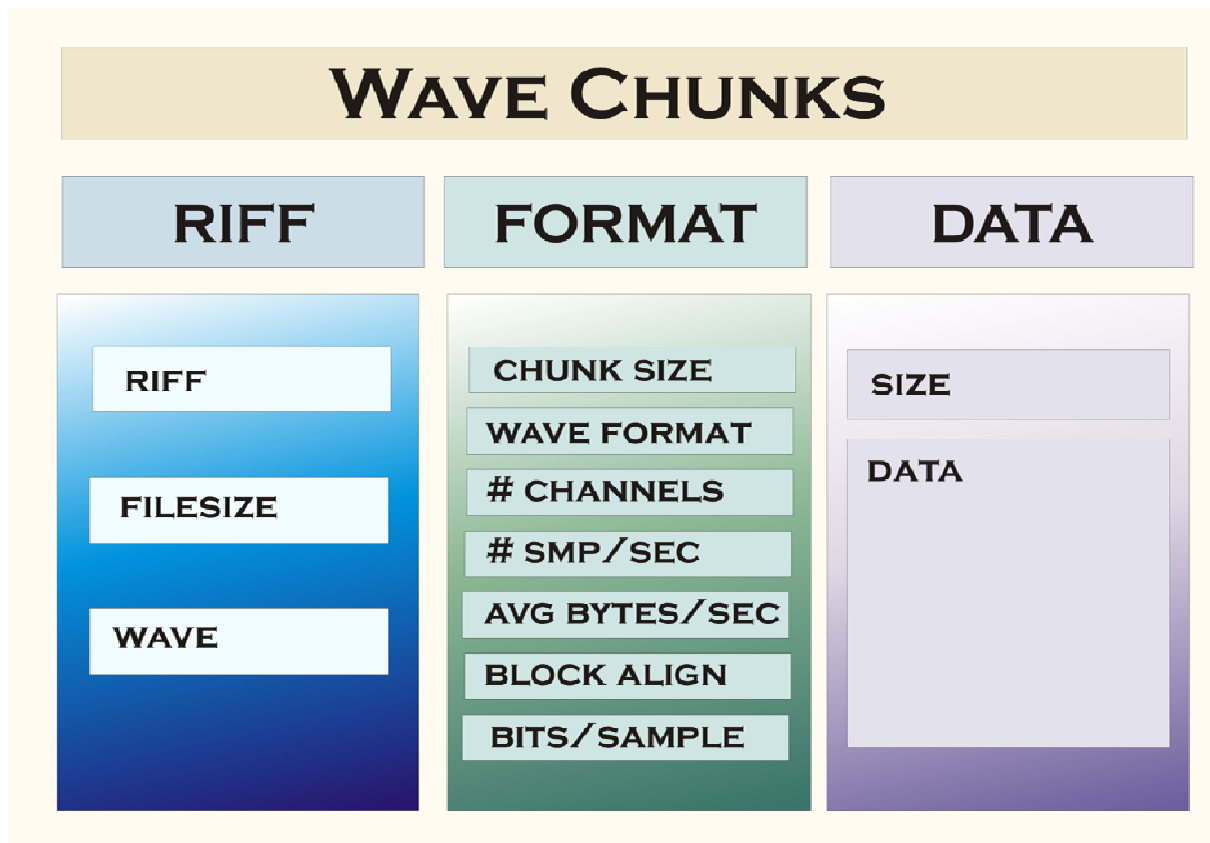 WAVE CHUNKS
RIFF
FORMAT
DATA
RIFF
FILESIZE
WAVE
CHUNK SIZE
WAVE FORMAT
# CHANNELS
# SMP/SEC
AVG BYTES/SEC
BLOCK ALIGN
BITS/SAMPLE
SIZE
DATA